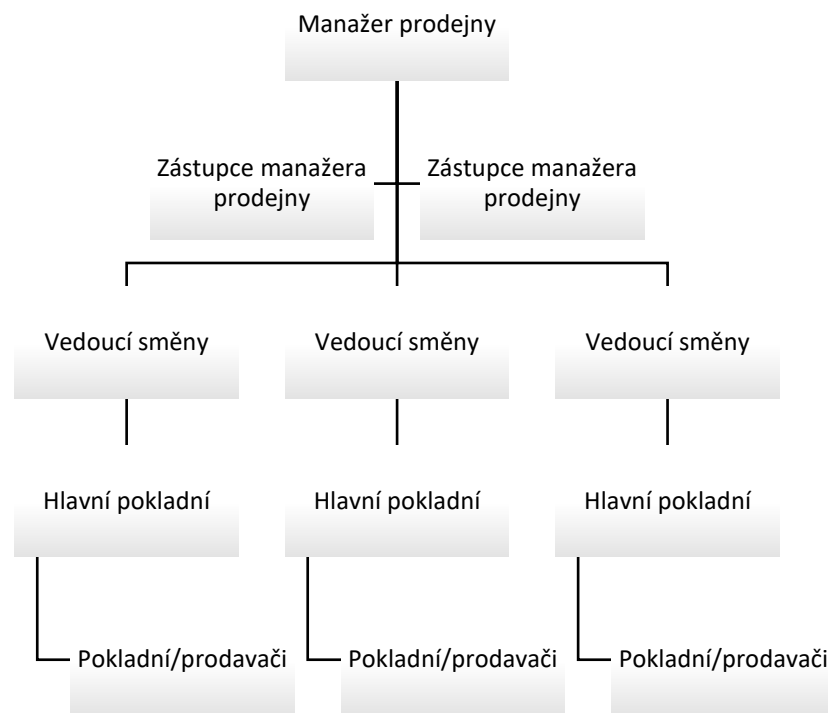 Manažer prodejny
Zástupce manažera
prodejny
Zástupce manažera
prodejny
Vedoucí směny
Vedoucí směny
Vedoucí směny
Hlavní pokladní
Hlavní pokladní
Hlavní pokladní
Pokladní/prodavači
Pokladní/prodavači
Pokladní/prodavači